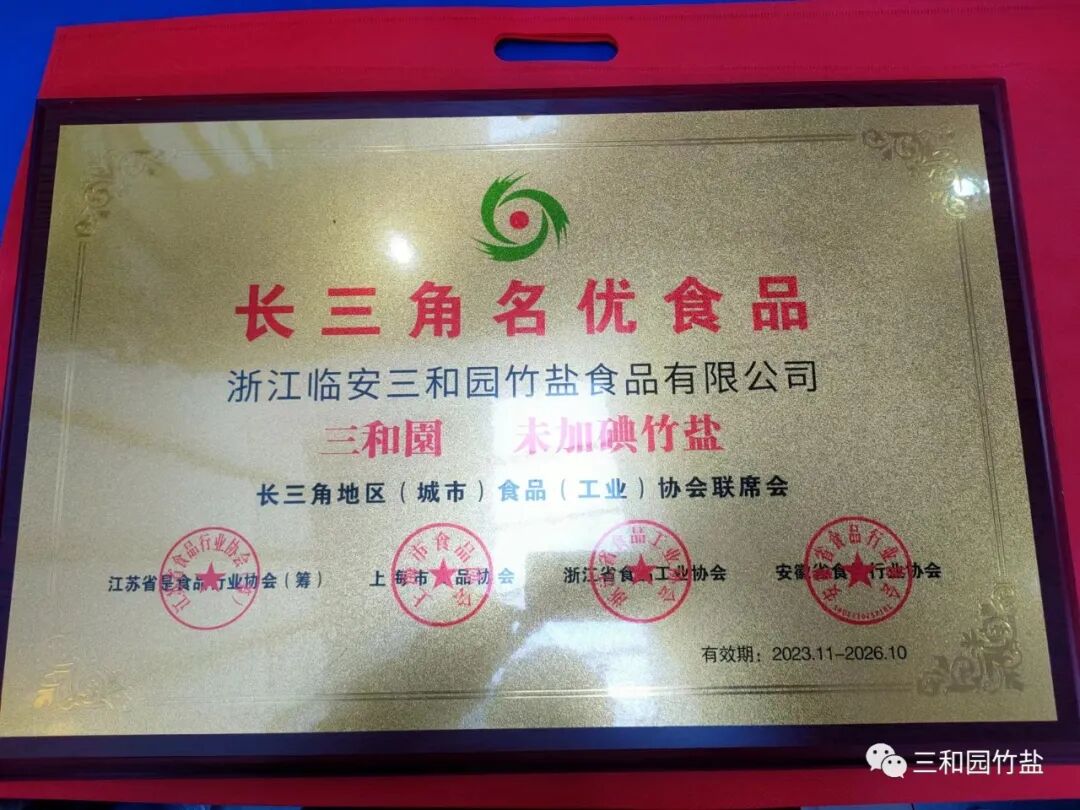 长三角名优食品
浙江临安三和园竹盐食品有限公司
三和園 未加碘竹盐
长三角地区（城市）食品（工业）协会联席会
江苏省是食品行业协会（筹） 上海市食品协会 浙江省食品工业协会 安徽省食品行业协会
有效期：2023.11-2026.10
三和园竹盐